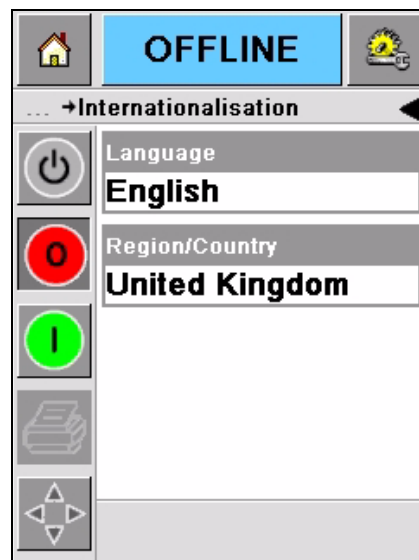 OFFLINE
... →Internationalisation
Language
English
Region/Country
United Kingdom
O
I